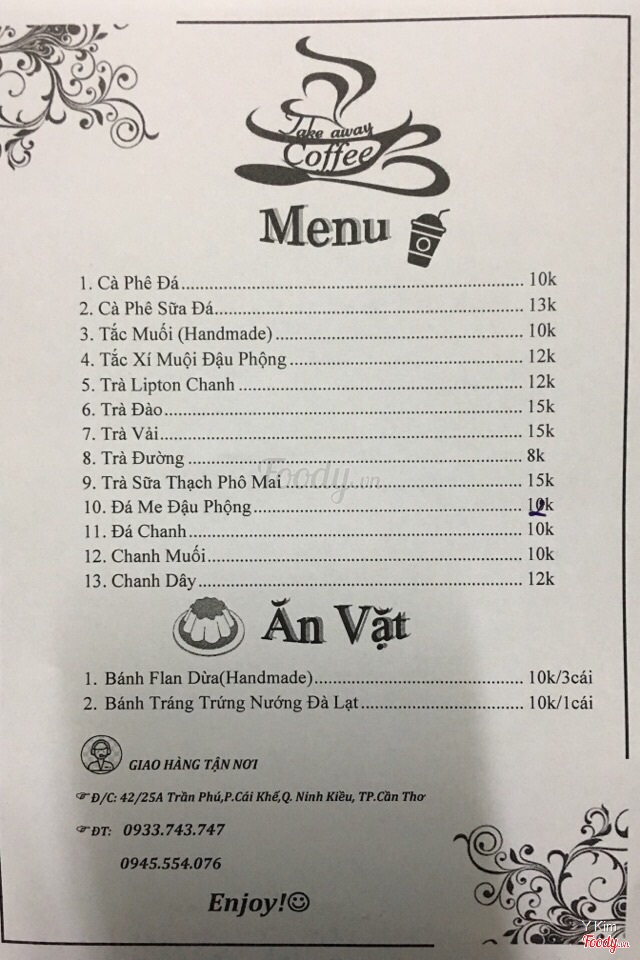 Take away
Coffee
Menu
1. Cà Phê Đá........ 10k
2. Cà Phê Sữa Đá........ 13k
3. Tắc Muối (Handmade)........ 10k
4. Tắc Xí Muội Đậu Phộng........ 12k
5. Trà Lipton Chanh........ 12k
6. Trà Đào........ 15k
7. Trà Vải........ 15k
8. Trà Đường........ 8k
9. Trà Sữa Thạch Phô Mai........ 15k
Foody.vn
10. Đá Me Đậu Phộng........ 12k
11. Đá Chanh........ 10k
12. Chanh Muối........ 10k
13. Chanh Dây........ 12k
Ăn Vặt
1. Bánh Flan Dừa(Handmade)........ 10k/3cái
2. Bánh Tráng Trứng Nướng Đà Lạt........ 10k/1cái
GIAO HÀNG TẬN NƠI
Đ/C: 42/25A Trần Phú,P.Cái Khế,Q. Ninh Kiều, TP.Cần Thơ
ĐT: 0933.743.747
0945.554.076
Enjoy!☺
Y Kim
Foody.vn